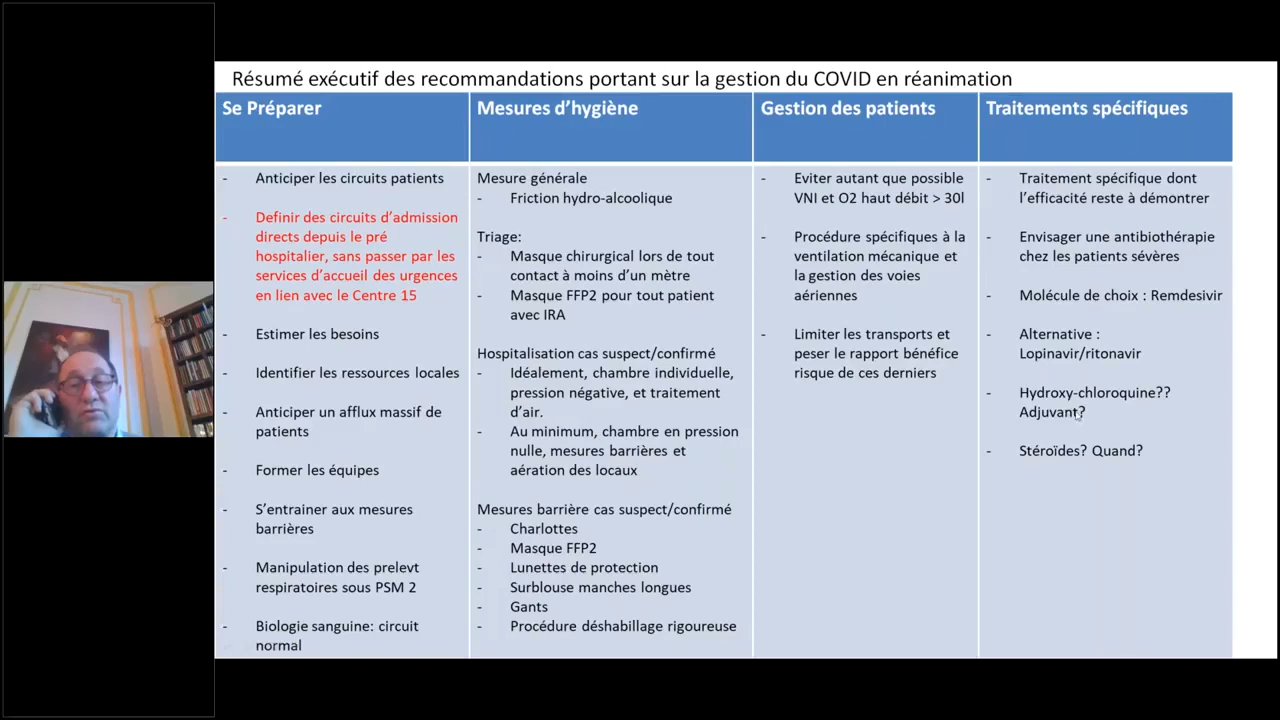 Résumé exécutif des recommandations portant sur la gestion du COVID en réanimation
Se Préparer
- Anticiper les circuits patients
- Definir des circuits d’admission
directs depuis le pré
hospitalier, sans passer par les
services d’accueil des urgences
en lien avec le Centre 15
- Estimer les besoins
- Identifier les ressources locales
- Anticiper un afflux massif de
patients
- Former les équipes
- S’entrainer aux mesures
barrières
- Manipulation des prelevt
respiratoires sous PSM 2
- Biologie sanguine: circuit
normal
Mesures d’hygiène
Mesure générale
- Friction hydro-alcoolique
Triage:
- Masque chirurgical lors de tout
contact à moins d’un mètre
- Masque FFP2 pour tout patient
avec IRA
Hospitalisation cas suspect/confirmé
- Idéalement, chambre individuelle,
pression négative, et traitement
d’air.
- Au minimum, chambre en pression
nulle, mesures barrières et
aération des locaux
Mesures barrière cas suspect/confirmé
- Charlottes
- Masque FFP2
- Lunettes de protection
- Surblouse manches longues
- Gants
- Procédure déshabillage rigoureuse
Gestion des patients
- Eviter autant que possible
VNI et O2 haut débit > 30l
- Procédure spécifiques à la
ventilation mécanique et
la gestion des voies
aériennes
- Limiter les transports et
peser le rapport bénéfice
risque de ces derniers
Traitements spécifiques
- Traitement spécifique dont
l’efficacité reste à démontrer
- Envisager une antibiothérapie
chez les patients sévères
- Molécule de choix : Remdesivir
- Alternative :
Lopinavir/ritonavir
- Hydroxy-chloroquine??
Adjuvant?
- Stéroïdes? Quand?